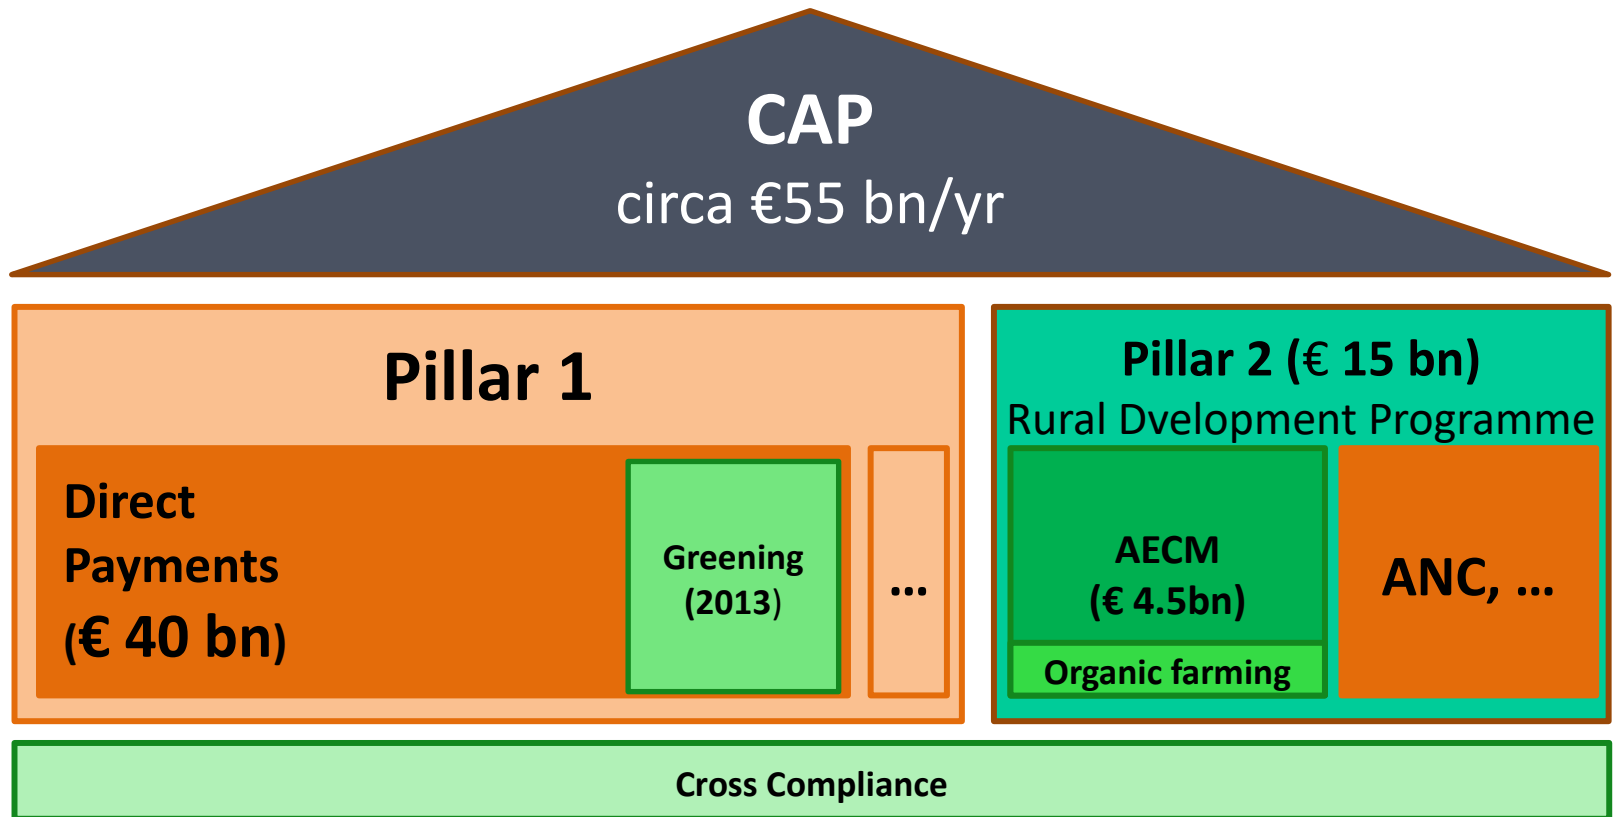 CAP
circa €55 bn/yr
Pillar 1
Direct
Payments
(€ 40 bn)
Greening
(2013)
...
Pillar 2 (€ 15 bn)
Rural Dvelopment Programme
AECM
(€ 4.5bn)
Organic farming
ANC, ...
Cross Compliance